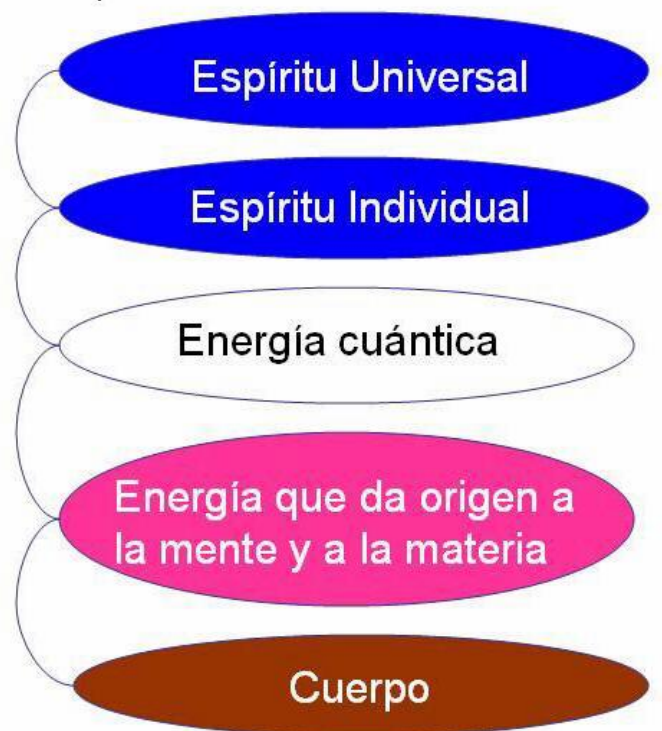 Espíritu Universal
Espíritu Individual
Energía cuántica
Energía que da origen a
la mente y a la materia
Cuerpo